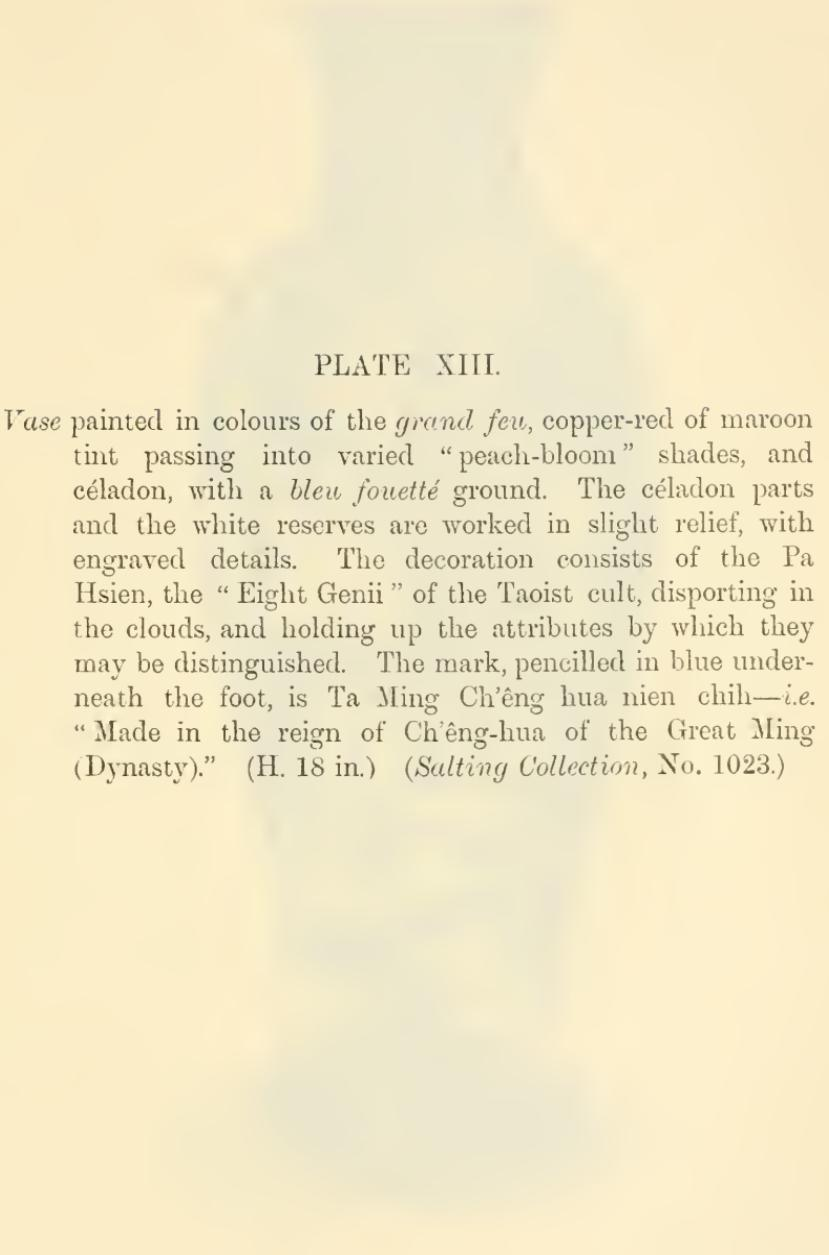 PLATE XIII.
Vase painted in colours of the grand feu, copper-red of maroon
tint passing into varied “peach-bloom” shades, and
céladon, with a bleu fouetté ground. The céladon parts
and the white reserves are worked in slight relief, with
engraved details. The decoration consists of the Pa
Hsien, the “Eight Genii” of the Taoist cult, disporting in
the clouds, and holding up the attributes by which they
may be distinguished. The mark, pencilled in blue under-
neath the foot, is Ta Ming Ch’êng hua nien chih—i.e.
“Made in the reign of Ch’êng-hua of the Great Ming
(Dynasty).” (H. 18 in.) (Salting Collection, No. 1023.)